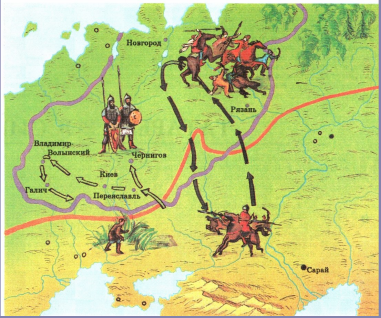 Новгород
Рязань
Владимир-
Волынский
Чернигов
Киев
Галич
Переяславль
Сарай